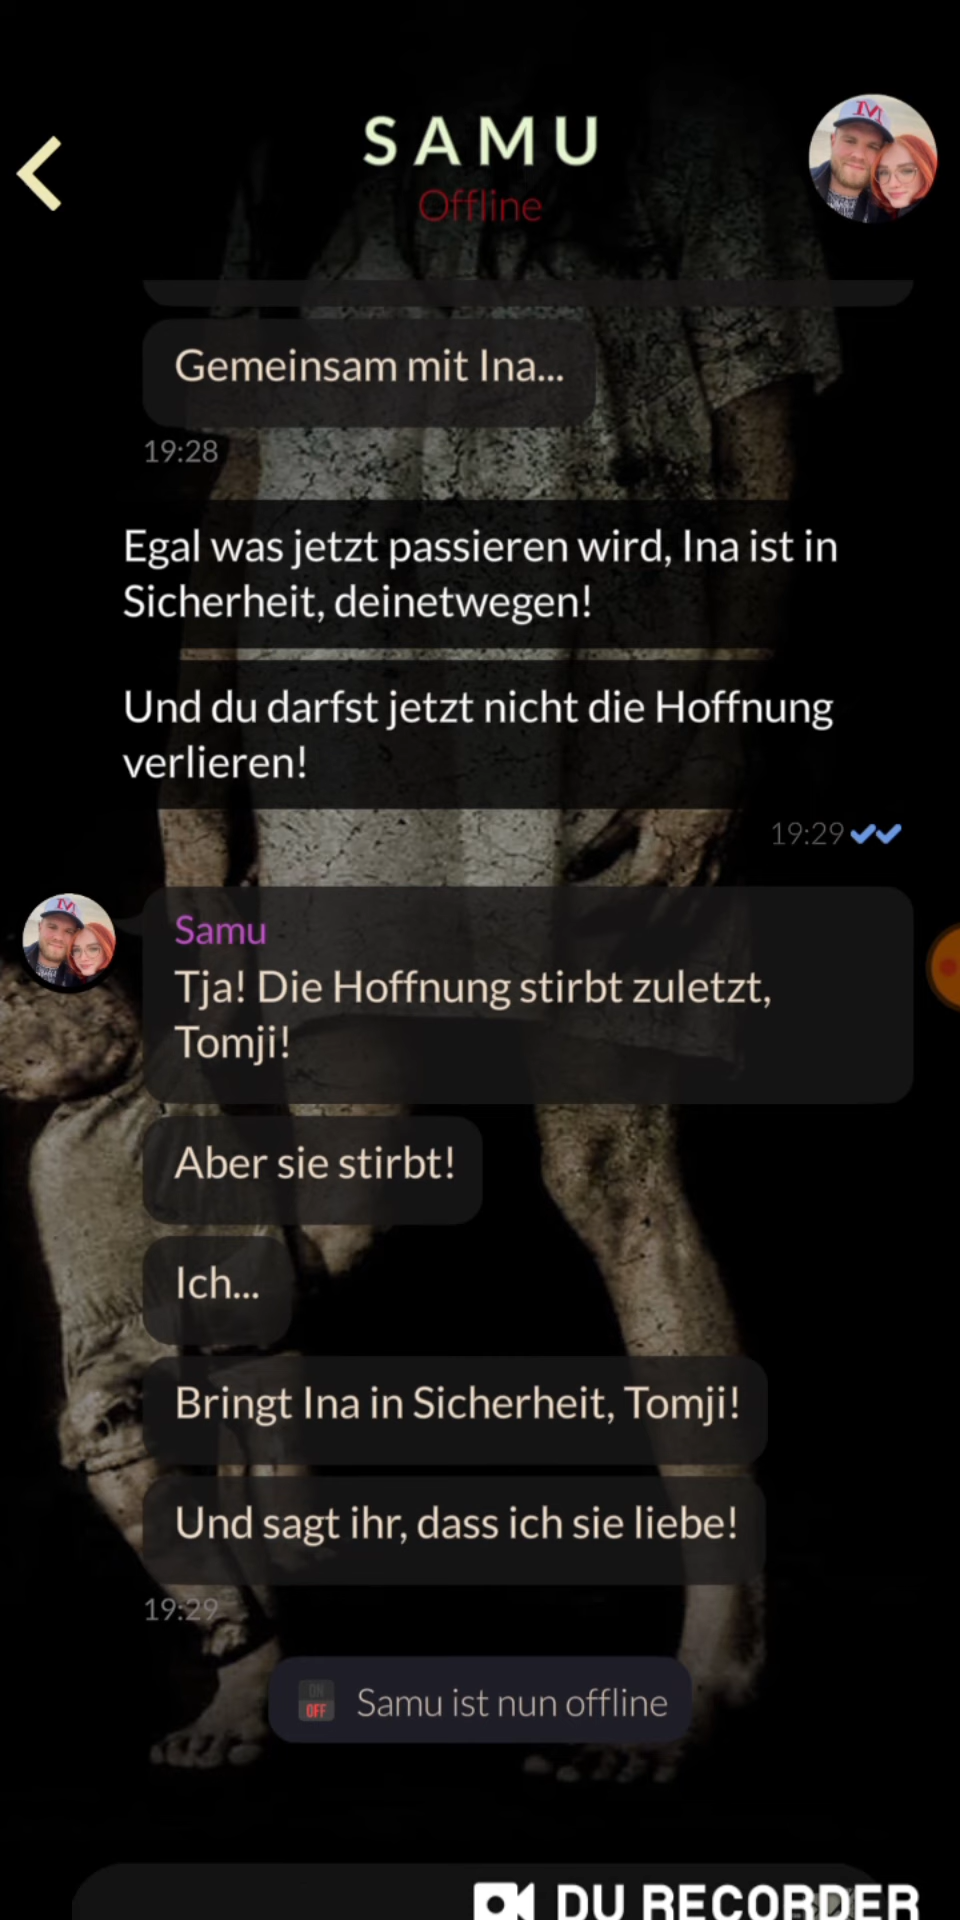 SAMU
Offline
Gemeinsam mit Ina...
19:28
Egal was jetzt passieren wird, Ina ist in
Sicherheit, deinetwegen!
Und du darfst jetzt nicht die Hoffnung
verlieren!
19:29
Samu
Tja! Die Hoffnung stirbt zuletzt,
Tomji!
Aber sie stirbt!
Ich...
Bringt Ina in Sicherheit, Tomji!
Und sagt ihr, dass ich sie liebe!
19:29
ON
OFF
Samu ist nun offline
DU RECORDER